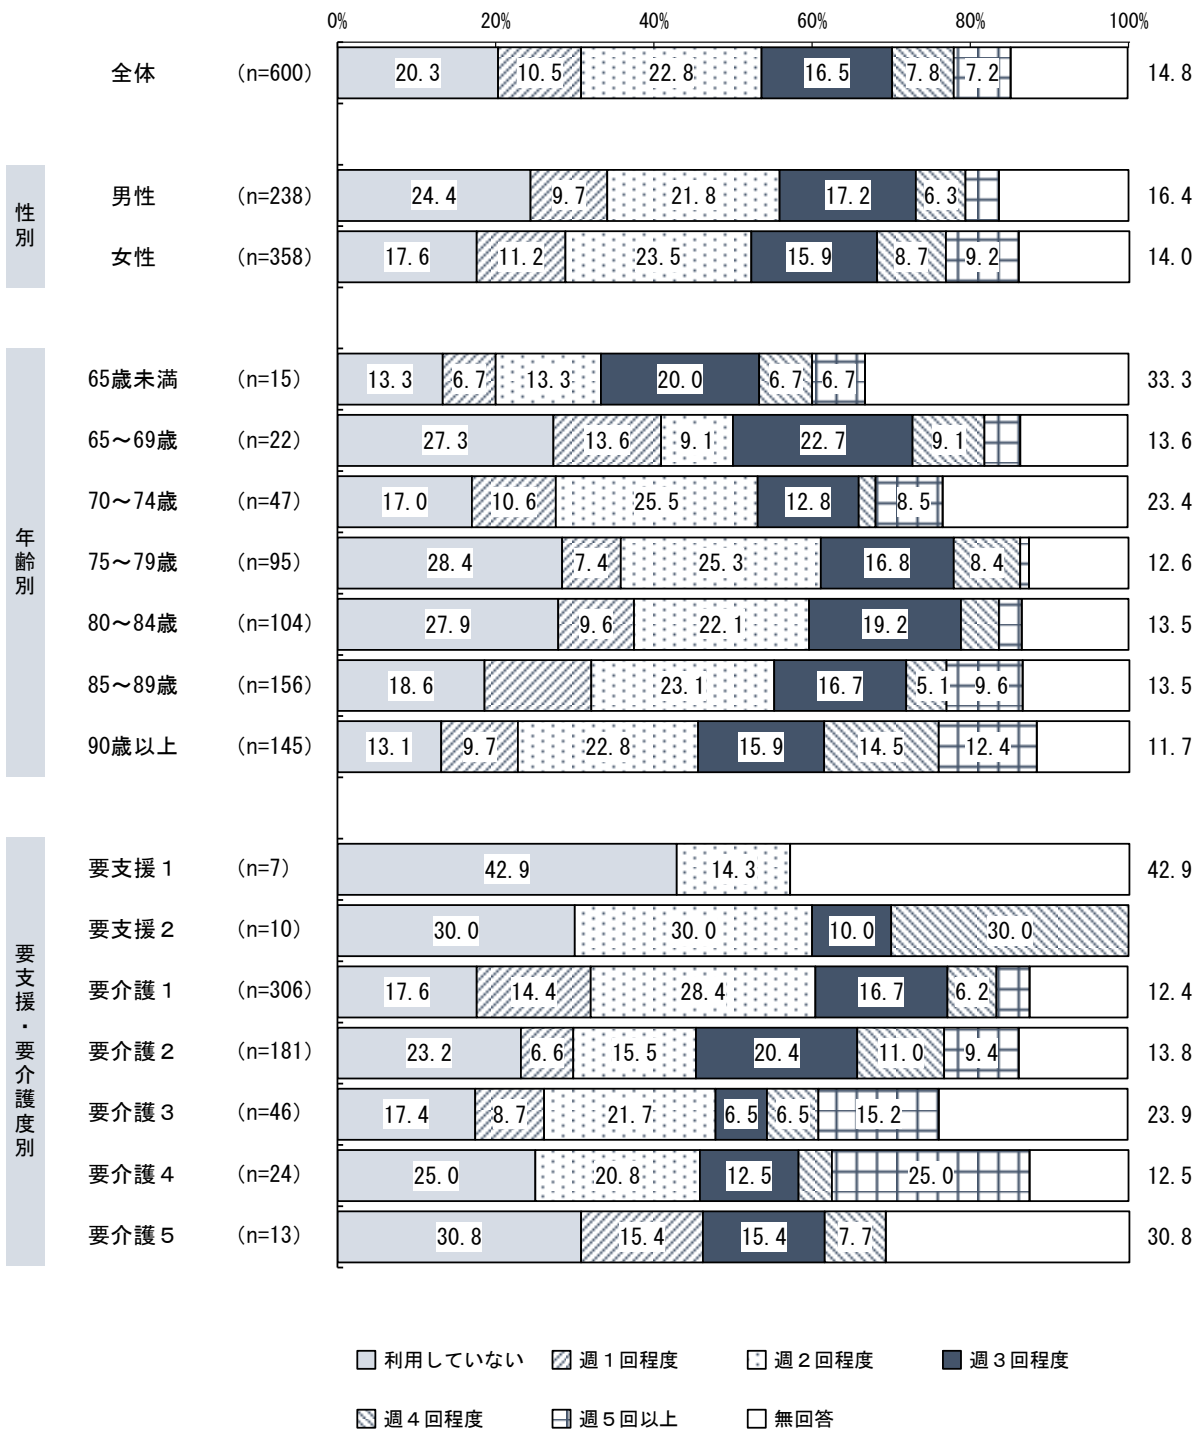 0% 20% 40% 60% 80% 100%
全体 (n=600) 20.3 10.5 22.8 16.5 7.8 7.2 14.8
性別
男性 (n=238) 24.4 9.7 21.8 17.2 6.3 16.4
女性 (n=358) 17.6 11.2 23.5 15.9 8.7 9.2 14.0
年齢別
65歳未満 (n=15) 13.3 6.7 13.3 20.0 6.7 6.7 33.3
65～69歳 (n=22) 27.3 13.6 9.1 22.7 9.1 13.6
70～74歳 (n=47) 17.0 10.6 25.5 12.8 8.5 23.4
75～79歳 (n=95) 28.4 7.4 25.3 16.8 8.4 12.6
80～84歳 (n=104) 27.9 9.6 22.1 19.2 13.5
85～89歳 (n=156) 18.6 23.1 16.7 5.1 9.6 13.5
90歳以上 (n=145) 13.1 9.7 22.8 15.9 14.5 12.4 11.7
要支援・要介護度別
要支援１ (n=7) 42.9 14.3 42.9
要支援２ (n=10) 30.0 30.0 10.0 30.0
要介護１ (n=306) 17.6 14.4 28.4 16.7 6.2 12.4
要介護２ (n=181) 23.2 6.6 15.5 20.4 11.0 9.4 13.8
要介護３ (n=46) 17.4 8.7 21.7 6.5 6.5 15.2 23.9
要介護４ (n=24) 25.0 20.8 12.5 25.0 12.5
要介護５ (n=13) 30.8 15.4 15.4 7.7 30.8
利用していない 週１回程度 週２回程度 週３回程度
週４回程度 週５回以上 無回答